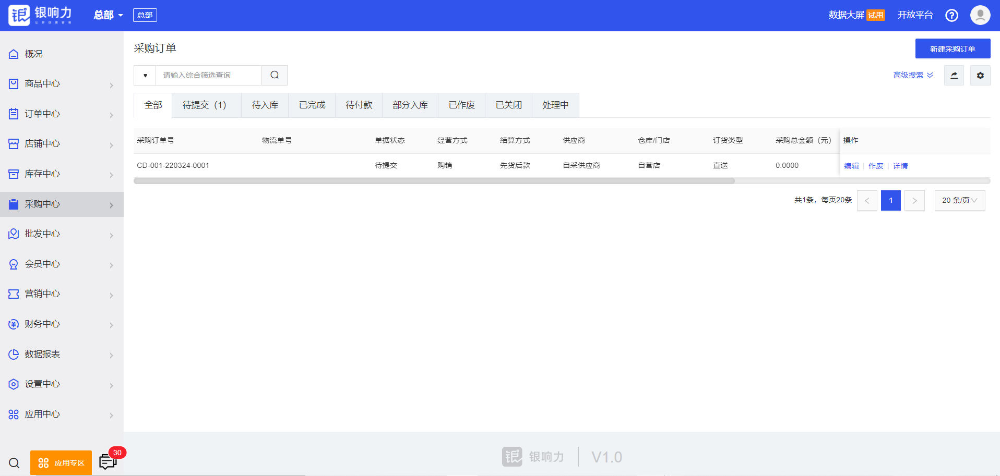 银响力
让开店更容易
总部
总部
数据大屏 试用
开放平台
概况
商品中心
订单中心
店铺中心
库存中心
采购中心
批发中心
会员中心
营销中心
财务中心
数据报表
设置中心
应用中心
应用专区
30
采购订单
新建采购订单
请输入综合筛选查询
高级搜索
全部 待提交（1） 待入库 已完成 待付款 部分入库 已作废 已关闭 处理中
采购订单号 物流单号 单据状态 经营方式 结算方式 供应商 仓库/门店 订货类型 采购总金额（元） 操作
CD-001-220324-0001 待提交 购销 先货后款 自采供应商 自营店 直送 0.0000 编辑 作废 详情
共1条，每页20条 < 1 > 20 条/页
银响力 V1.0